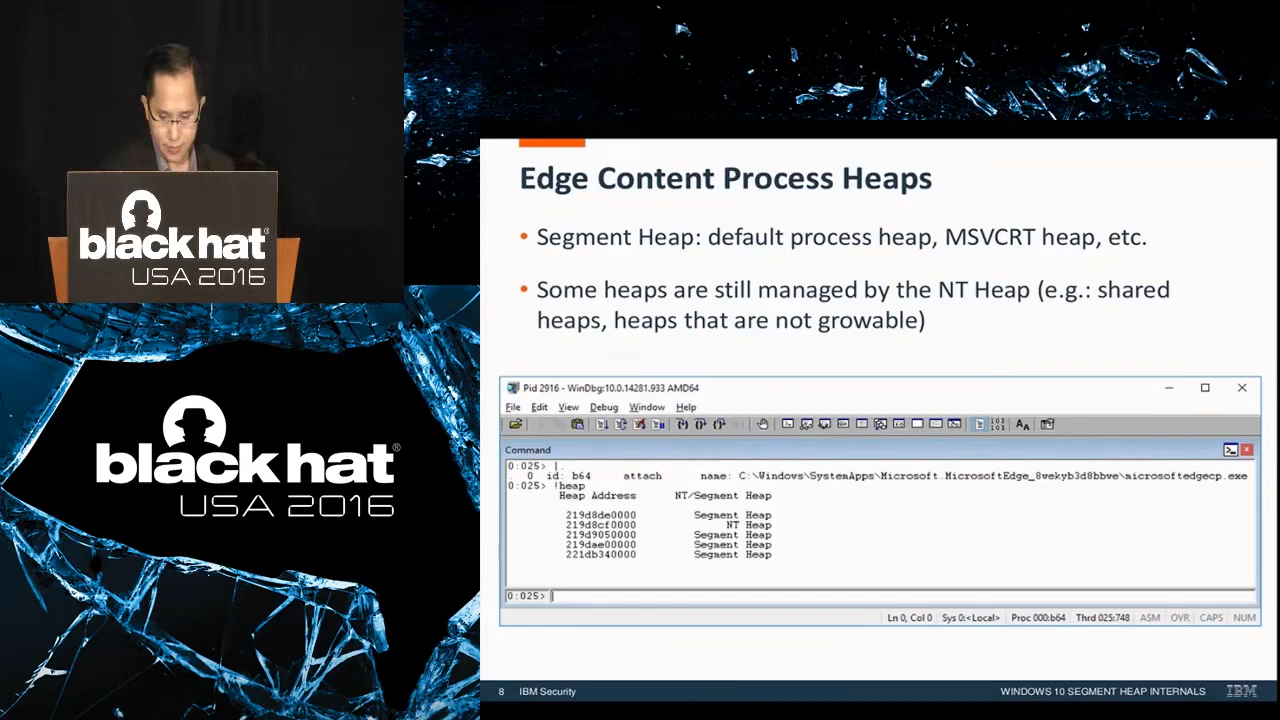 black hat®
USA 2016
black hat®
USA 2016
Edge Content Process Heaps
• Segment Heap: default process heap, MSVCRT heap, etc.
• Some heaps are still managed by the NT Heap (e.g.: shared
heaps, heaps that are not growable)
Pid 2916 - WinDbg:10.0.14281.933 AMD64
File Edit View Debug Window Help
Command
0:025> |.
. 0 id: b64 attach name: C:\Windows\SystemApps\Microsoft.MicrosoftEdge_8wekyb3d8bbwe\microsoftedgecp.exe
0:025> !heap
Heap Address NT/Segment Heap
219d8de0000 Segment Heap
219d8cf0000 NT Heap
219d9050000 Segment Heap
219dae00000 Segment Heap
221db340000 Segment Heap
0:025>
Ln 0, Col 0 Sys 0:<Local> Proc 000:b64 Thrd 025:748 ASM OVR CAPS NUM
8 IBM Security WINDOWS 10 SEGMENT HEAP INTERNALS IBM